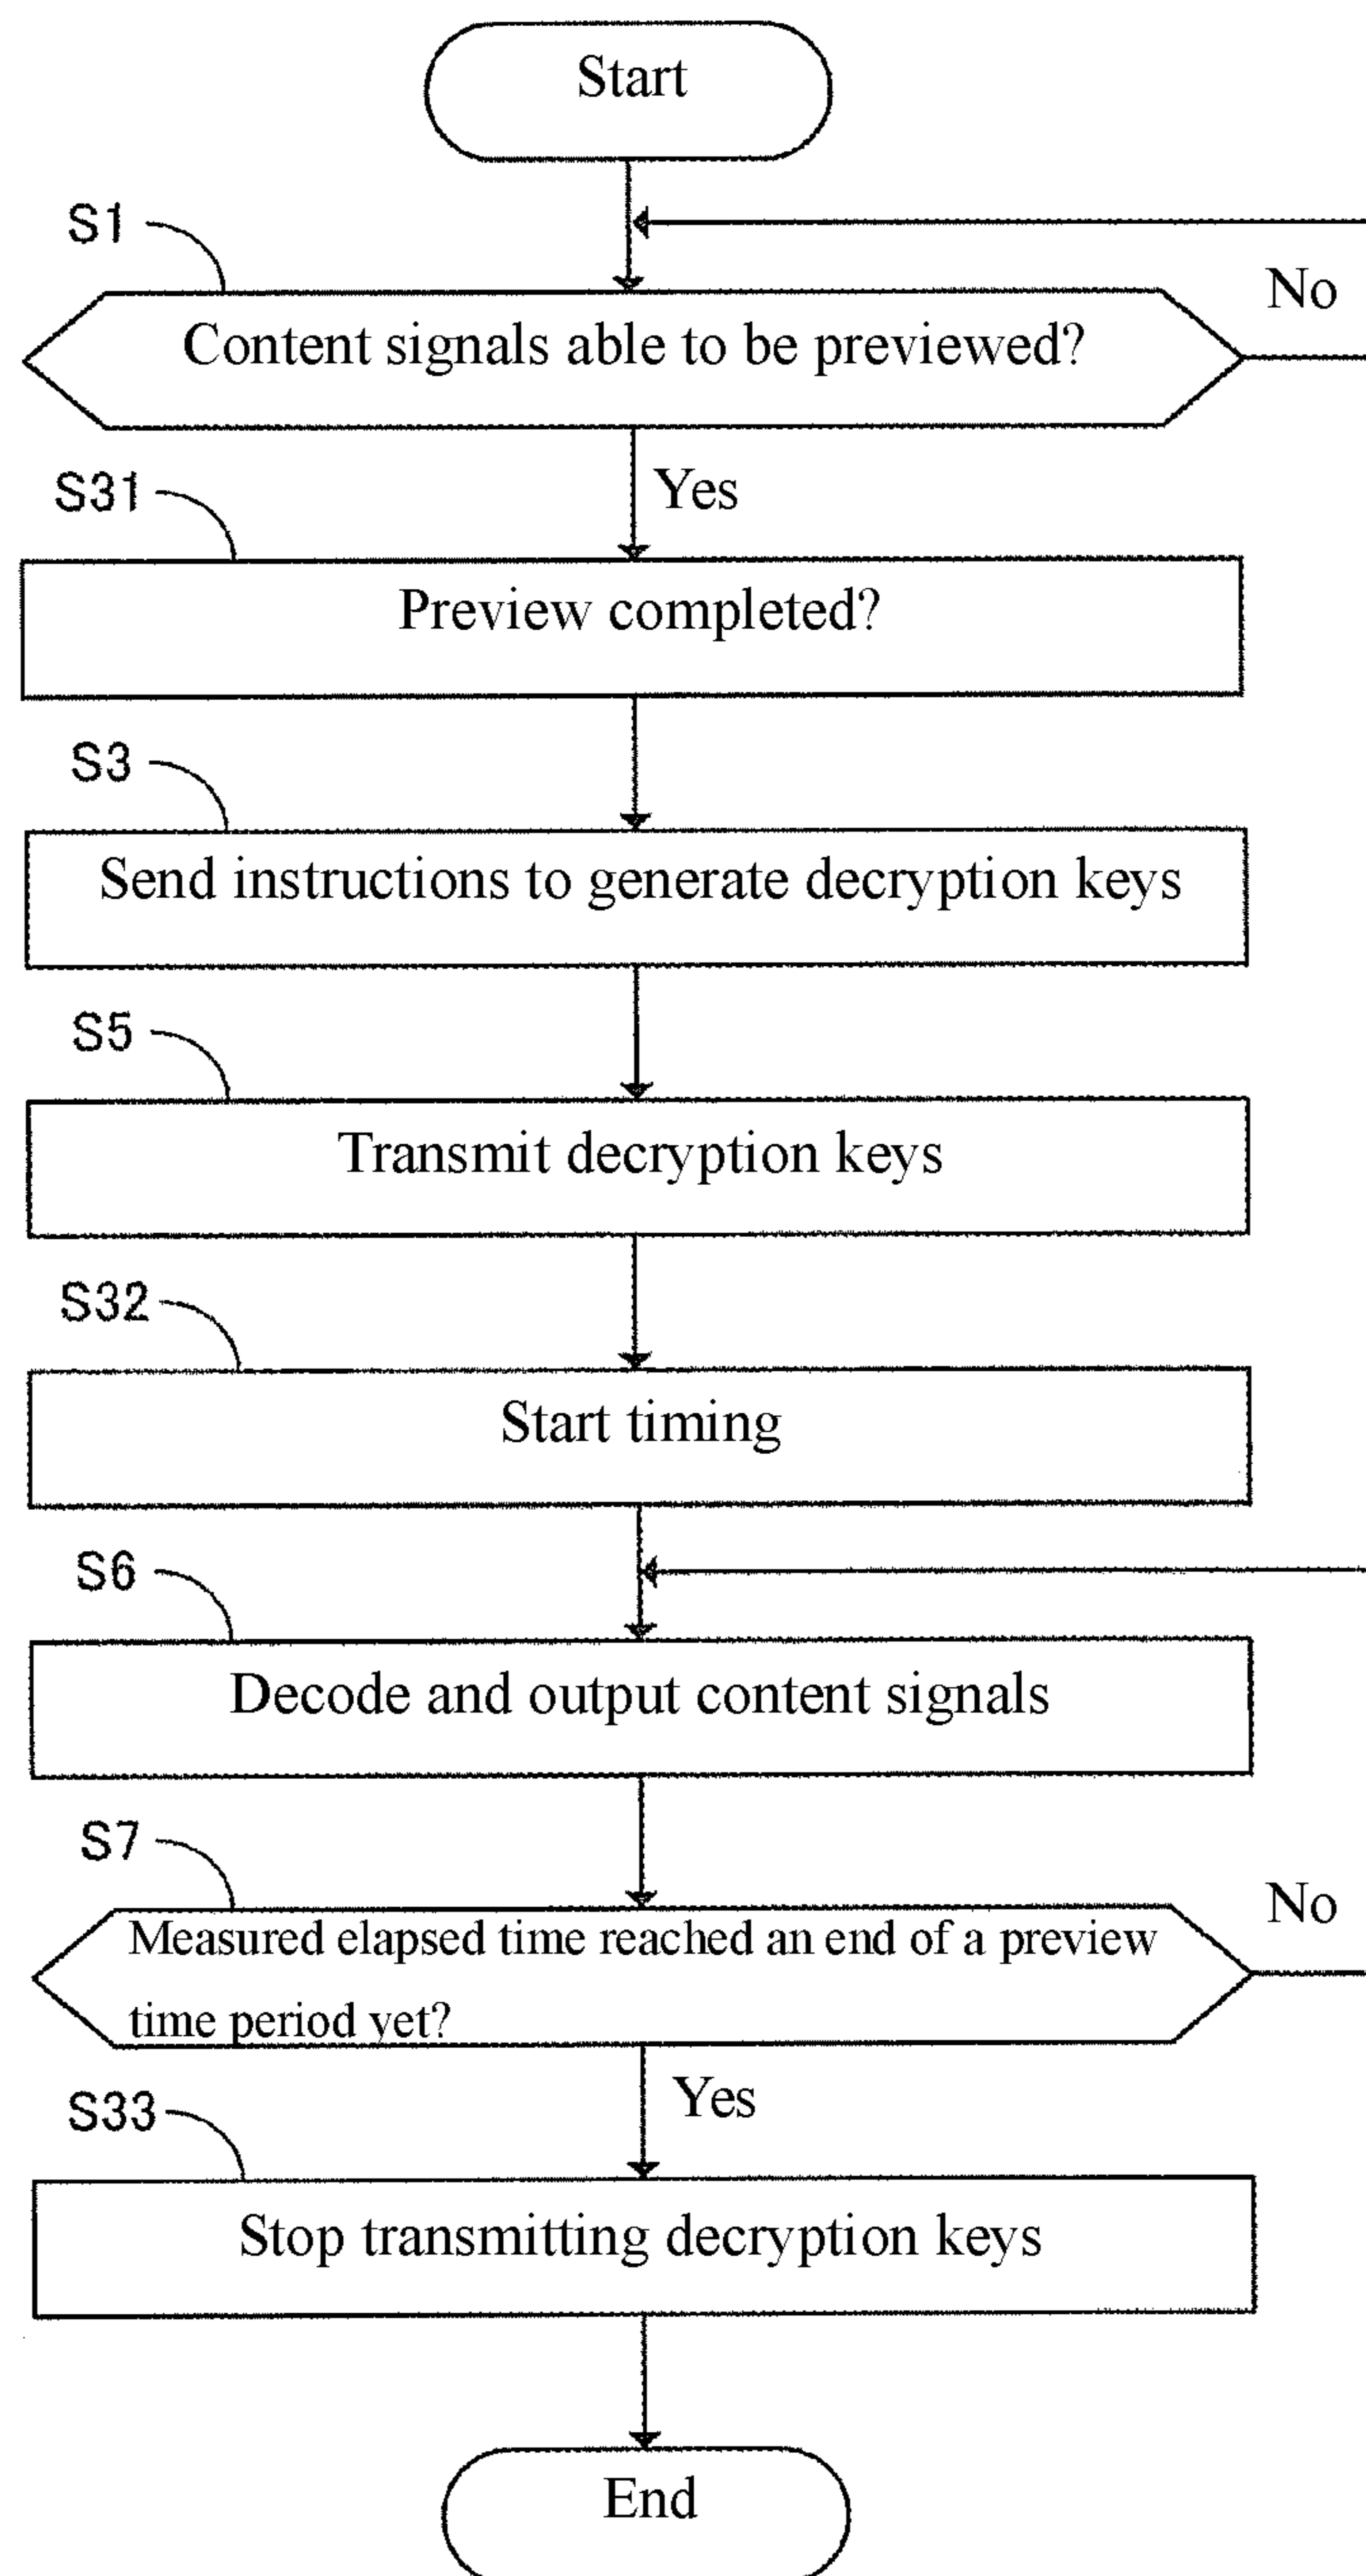 Start
S1
No
Content signals able to be previewed?
Yes
S31
Preview completed?
S3
Send instructions to generate decryption keys
S5
Transmit decryption keys
S32
Start timing
S6
Decode and output content signals
S7
No
Measured elapsed time reached an end of a preview
time period yet?
Yes
S33
Stop transmitting decryption keys
End